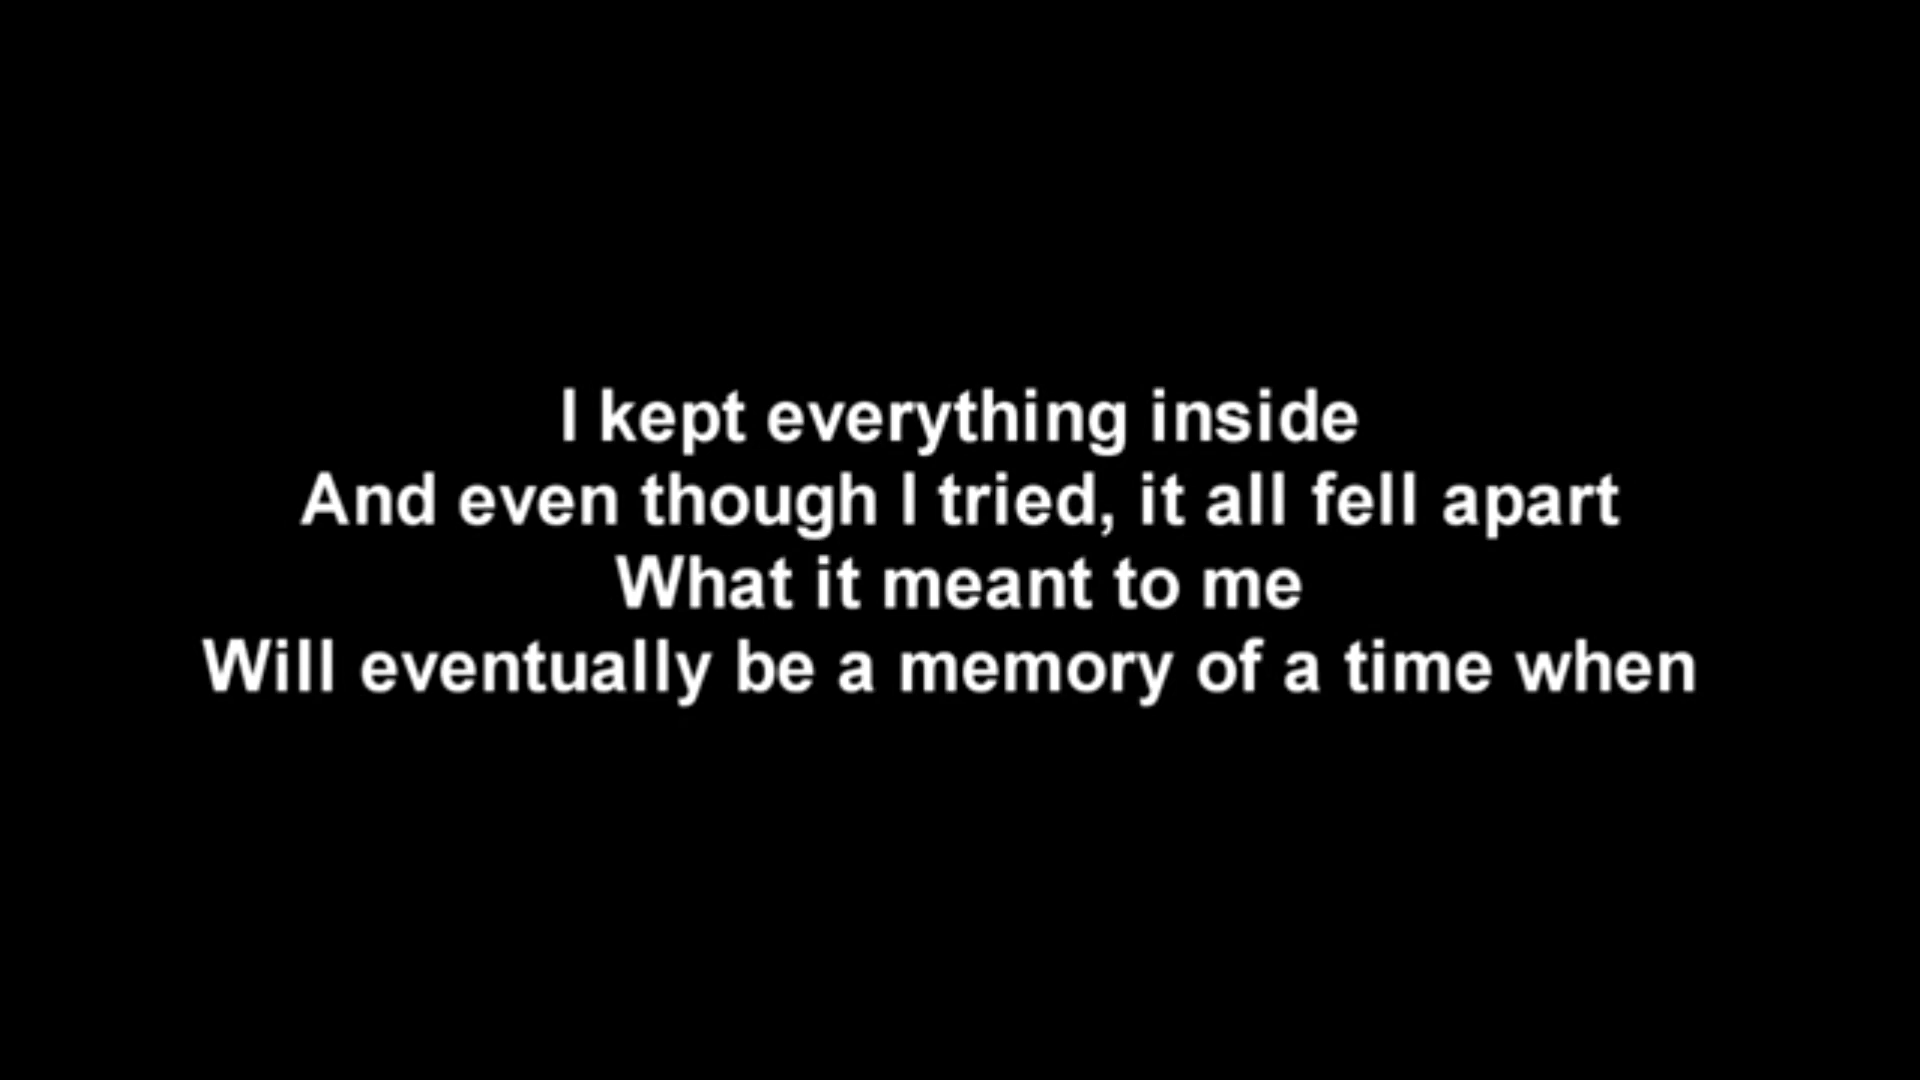 I kept everything inside
And even though I tried, it all fell apart
What it meant to me
Will eventually be a memory of a time when